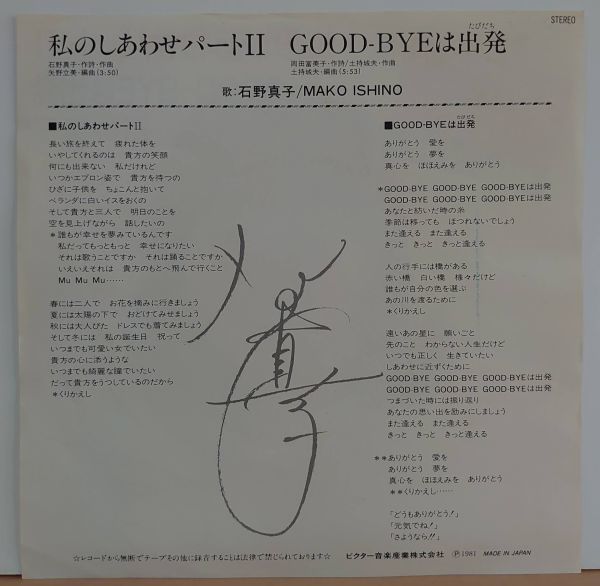 STEREO
私のしあわせパートII GOOD-BYEは出発
たびだち
石野真子・作詩・作曲
矢野立美・編曲(3:50)
岡田冨美子・作詩/土持城夫・作曲
土持城夫・編曲(5:53)
歌:石野真子/MAKO ISHINO
■私のしあわせパートII
長い旅を終えて 疲れた体を
いやしてくれるのは 貴方の笑顔
何にも出来ない 私だけれど
いつかエプロン姿で 貴方を待つの
ひざに子供を ちょこんと抱いて
ベランダに白いイスをおくの
そして貴方と三人で 明日のことを
空を見上げながら 話したいの
*誰もが幸せを夢みているんです
私だってもっともっと 幸せになりたい
それは歌うことですか それは踊ることですか
いえいえそれは 貴方のもとへ飛んで行くこと
Mu Mu Mu……
春には二人で お花を摘みに行きましょう
夏には太陽の下で おどけてみせましょう
秋には大人びた ドレスでも着てみましょう
そして冬には 私の誕生日 祝って
いつまでも可愛い女でいたい
貴方の心に添うような
いつまでも綺麗な瞳でいたい
だって貴方をうつしているのだから
*くりかえし
■GOOD-BYEは出発
たびだち
ありがとう 愛を
ありがとう 夢を
真心を ほほえみを ありがとう
*GOOD-BYE GOOD-BYE GOOD-BYEは出発
GOOD-BYE GOOD-BYE GOOD-BYEは出発
あなたと紡いだ時の糸
季節は移っても ほつれないでしょう
また逢える また逢える
きっと きっと きっと逢える
人の行手には橋がある
赤い橋 白い橋 様々だけど
誰もが自分の色を選ぶ
あの川を渡るために
*くりかえし
遠いあの星に 願いごと
先のこと わからない人生だけど
いつでも正しく 生きていたい
しあわせに近ずくために
GOOD-BYE GOOD-BYE GOOD-BYEは出発
GOOD-BYE GOOD-BYE GOOD-BYEは出発
つまづいた時には振り返り
あなたの思い出を励みにしましょう
また逢える また逢える
きっと きっと きっと逢える
**ありがとう 愛を
ありがとう 夢を
真心を ほほえみを ありがとう
**くりかえし……
「どうもありがとう!」
「元気でね!」
「さようなら!!」
☆レコードから無断でテープその他に録音することは法律で禁じられております☆
ビクター音楽産業株式会社 Ⓟ1981 MADE IN JAPAN